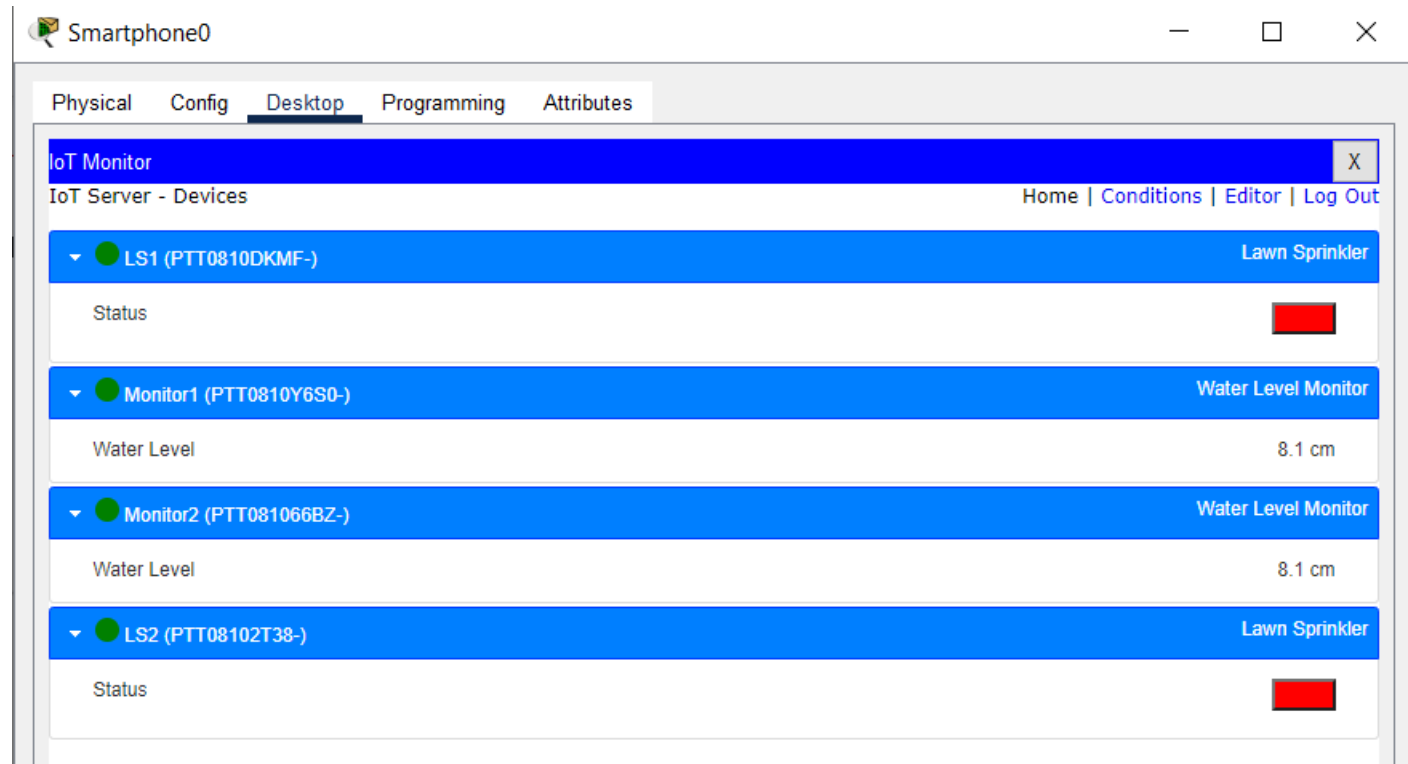 Smartphone0
Physical Config Desktop Programming Attributes
IoT Monitor X
IoT Server - Devices Home | Conditions | Editor | Log Out
LS1 (PTT0810DKMF-) Lawn Sprinkler
Status
Monitor1 (PTT0810Y6S0-) Water Level Monitor
Water Level 8.1 cm
Monitor2 (PTT081066BZ-) Water Level Monitor
Water Level 8.1 cm
LS2 (PTT08102T38-) Lawn Sprinkler
Status